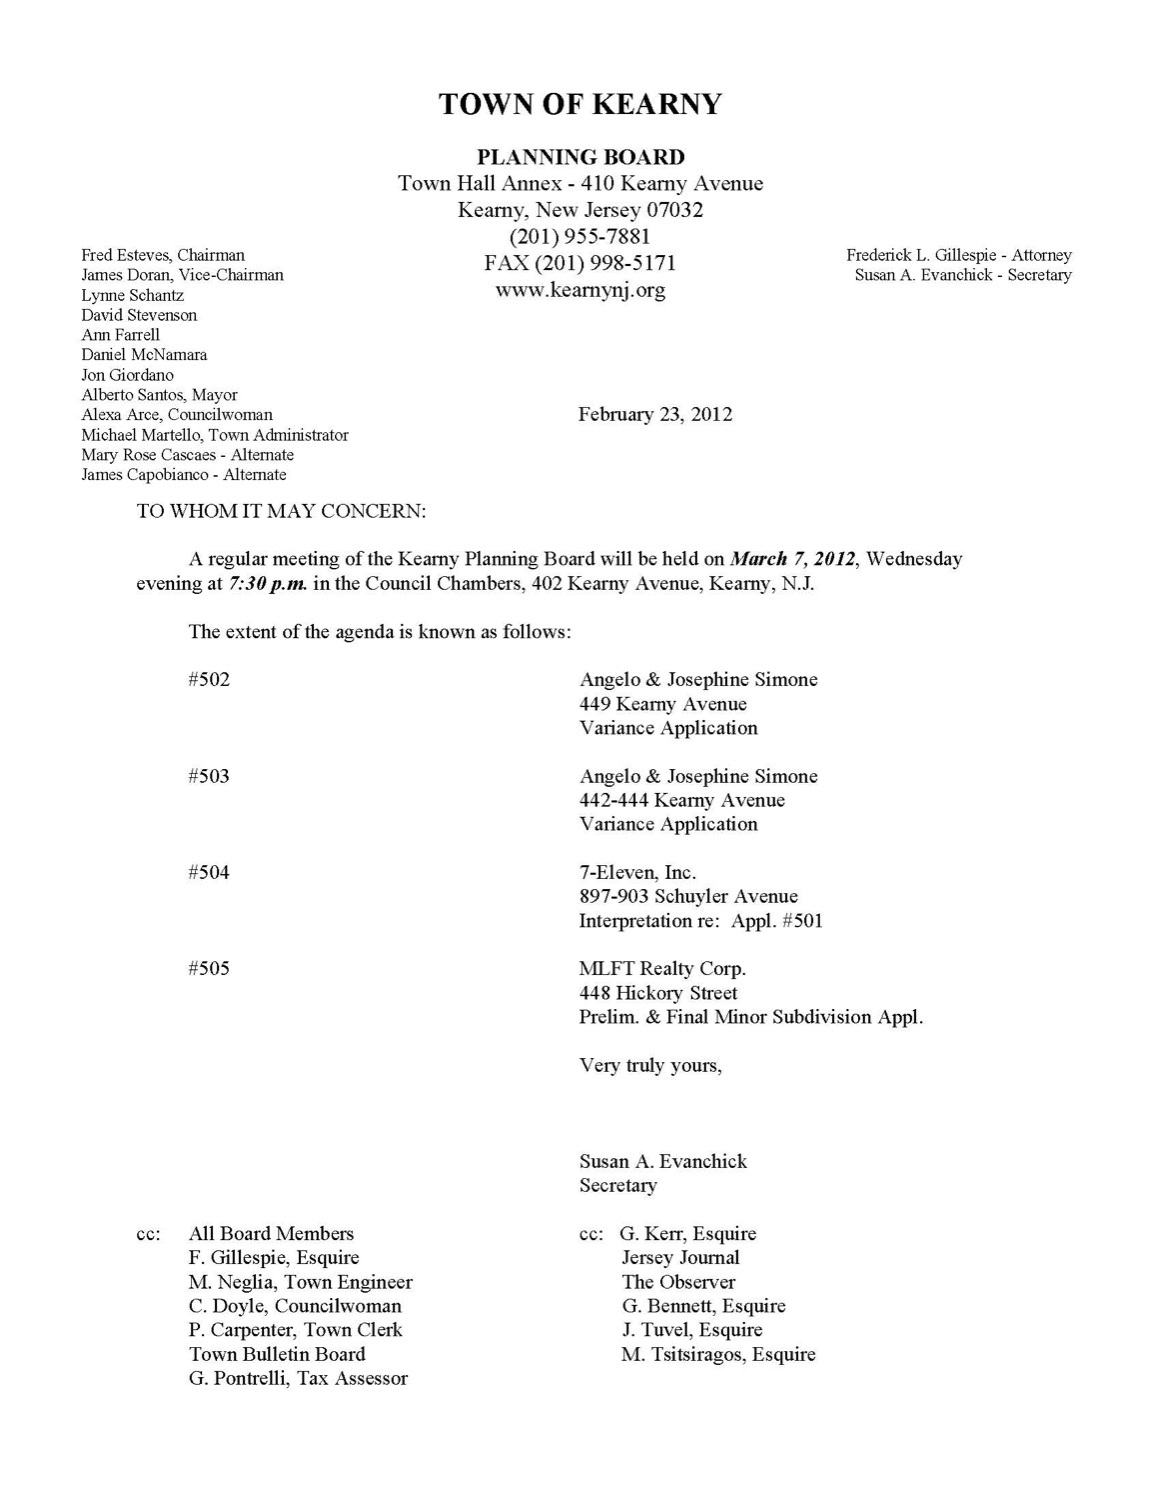 TOWN OF KEARNY
PLANNING BOARD
Town Hall Annex - 410 Kearny Avenue
Kearny, New Jersey 07032
(201) 955-7881
FAX (201) 998-5171
www.kearnynj.org
Fred Esteves, Chairman
James Doran, Vice-Chairman
Lynne Schantz
David Stevenson
Ann Farrell
Daniel McNamara
Jon Giordano
Alberto Santos, Mayor
Alexa Arce, Councilwoman
Michael Martello, Town Administrator
Mary Rose Cascaes - Alternate
James Capobianco - Alternate
Frederick L. Gillespie - Attorney
Susan A. Evanchick - Secretary
February 23, 2012
TO WHOM IT MAY CONCERN:
A regular meeting of the Kearny Planning Board will be held on March 7, 2012, Wednesday
evening at 7:30 p.m. in the Council Chambers, 402 Kearny Avenue, Kearny, N.J.
The extent of the agenda is known as follows:
#502 Angelo & Josephine Simone
449 Kearny Avenue
Variance Application
#503 Angelo & Josephine Simone
442-444 Kearny Avenue
Variance Application
#504 7-Eleven, Inc.
897-903 Schuyler Avenue
Interpretation re: Appl. #501
#505 MLFT Realty Corp.
448 Hickory Street
Prelim. & Final Minor Subdivision Appl.
Very truly yours,
Susan A. Evanchick
Secretary
cc: All Board Members
F. Gillespie, Esquire
M. Neglia, Town Engineer
C. Doyle, Councilwoman
P. Carpenter, Town Clerk
Town Bulletin Board
G. Pontrelli, Tax Assessor
cc: G. Kerr, Esquire
Jersey Journal
The Observer
G. Bennett, Esquire
J. Tuvel, Esquire
M. Tsitsiragos, Esquire